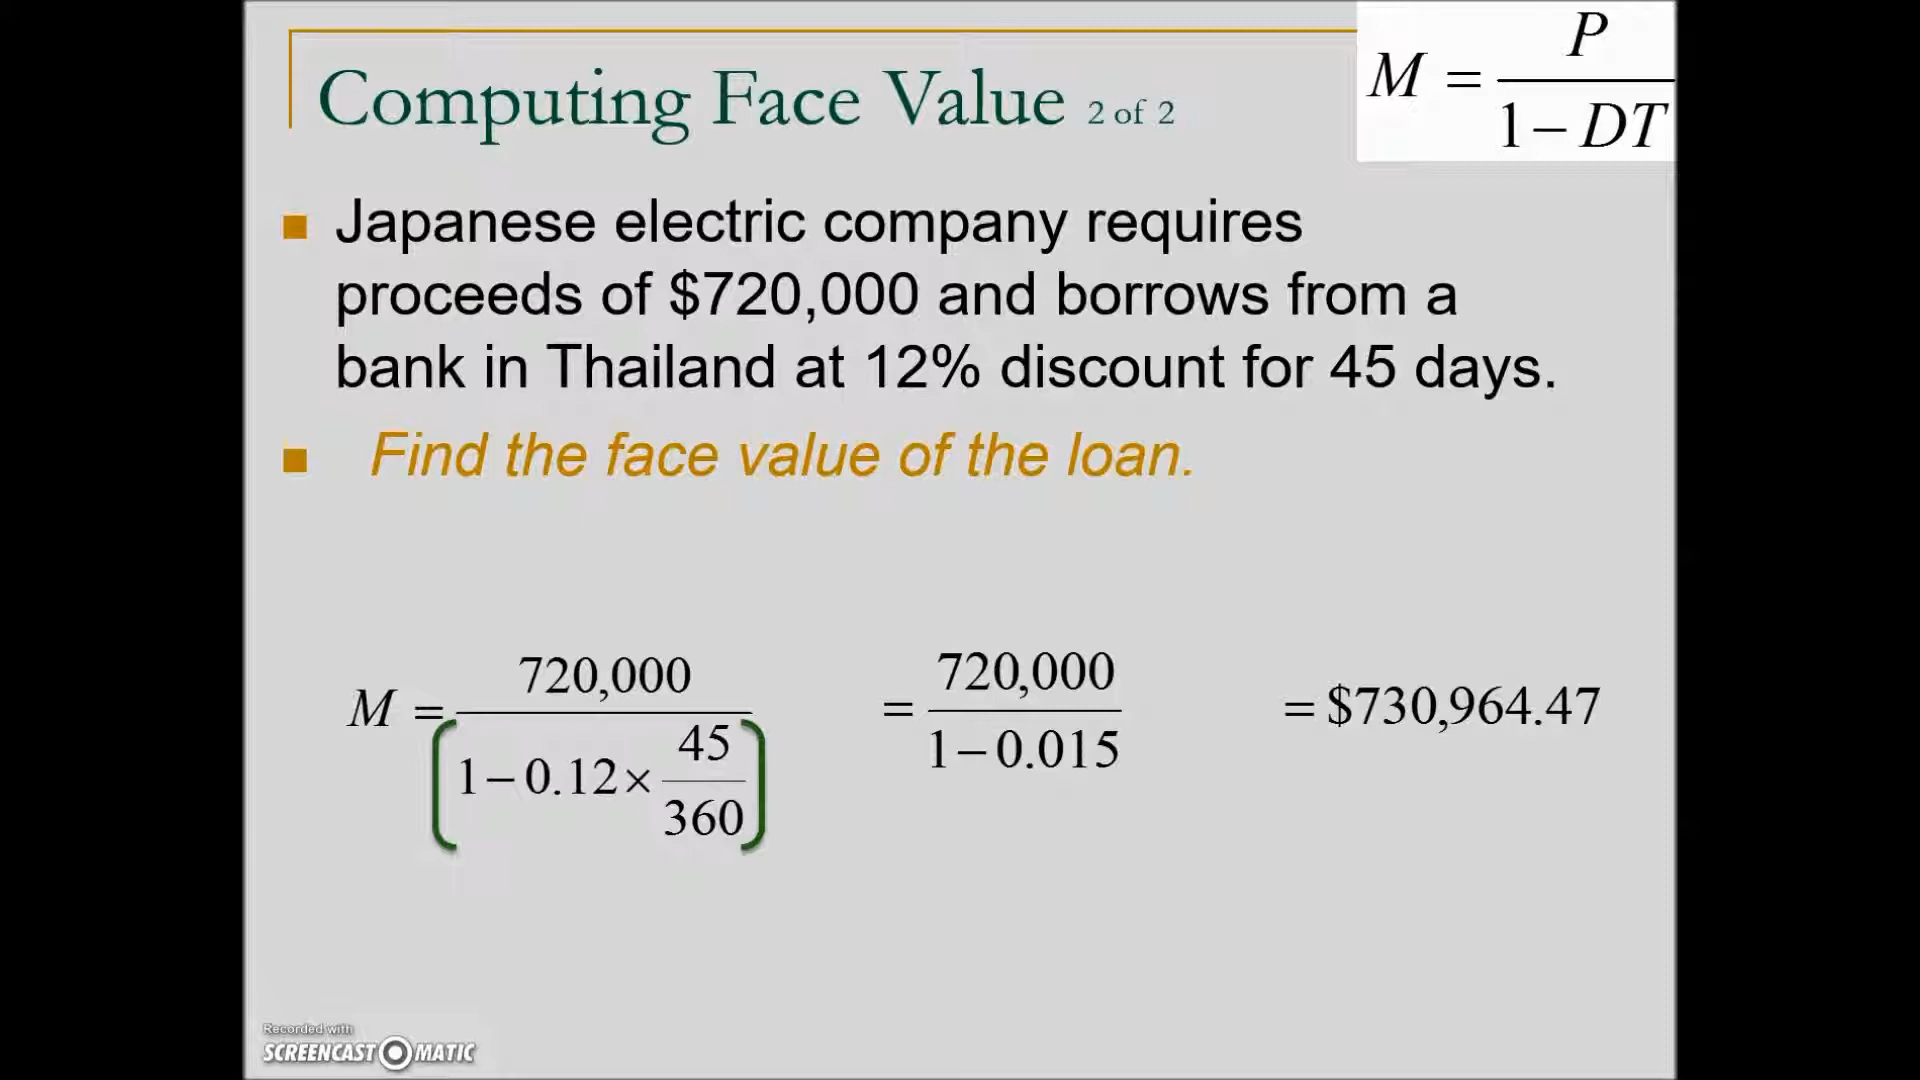 Computing Face Value 2 of 2
M = P / 1 – DT
Japanese electric company requires
proceeds of $720,000 and borrows from a
bank in Thailand at 12% discount for 45 days.
Find the face value of the loan.
M = 720,000 / (1 – 0.12 × 45/360) = 720,000 / 1 – 0.015 = $730,964.47
Recorded with
SCREENCAST MATIC